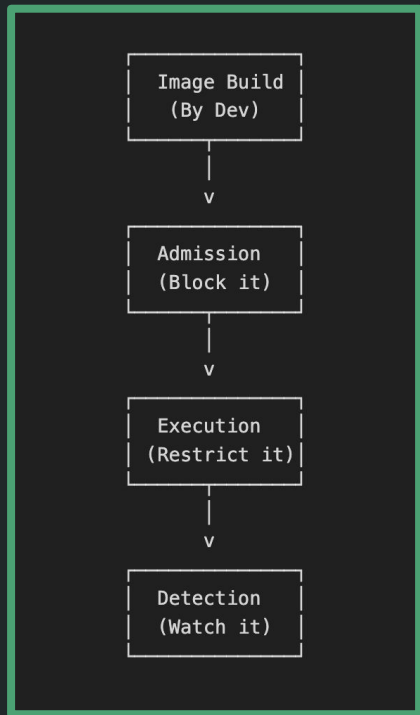 Image Build
(By Dev)
v
Admission
(Block it)
v
Execution
(Restrict it)
v
Detection
(Watch it)